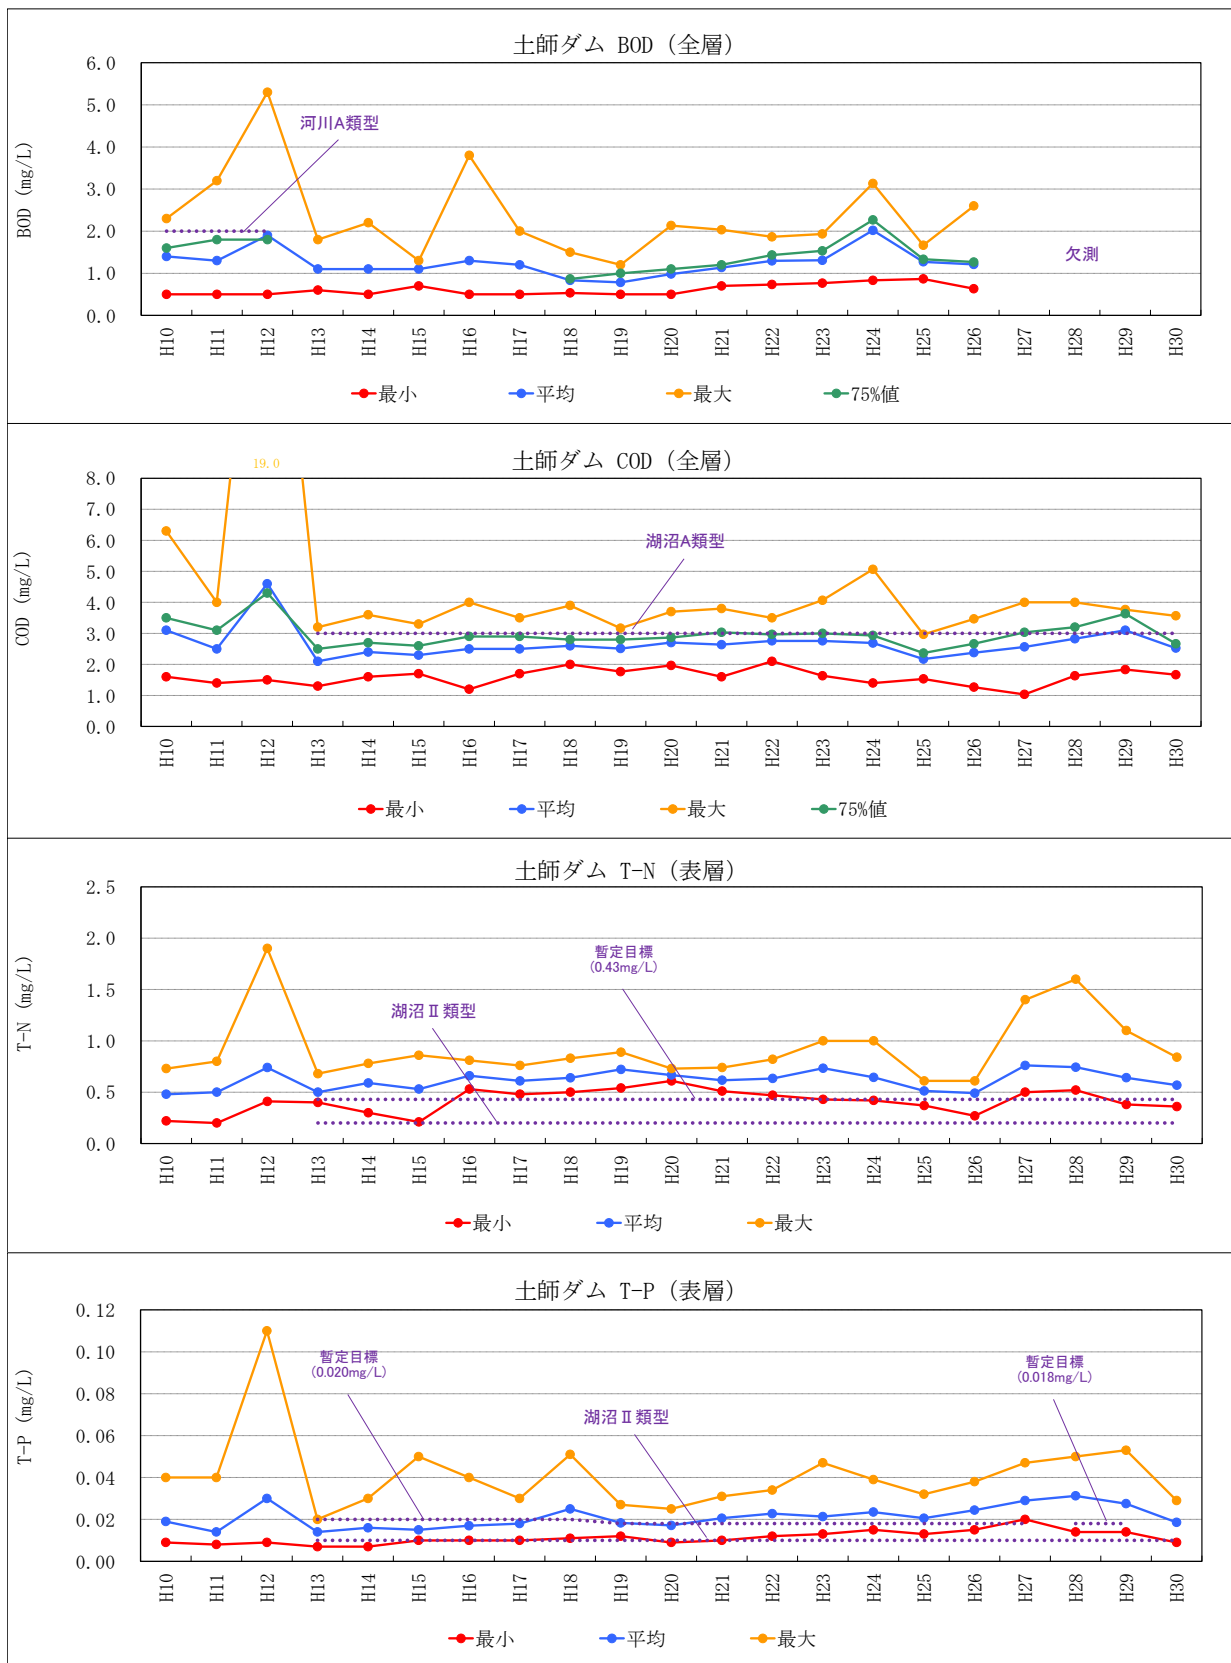 土師ダム BOD (全層)
BOD (mg/L)
6.0
5.0
4.0
3.0
2.0
1.0
0.0
河川A類型
欠測
H10 H11 H12 H13 H14 H15 H16 H17 H18 H19 H20 H21 H22 H23 H24 H25 H26 H27 H28 H29 H30
最小 平均 最大 75%値
土師ダム COD (全層)
19.0
COD (mg/L)
8.0
7.0
6.0
5.0
4.0
3.0
2.0
1.0
0.0
湖沼A類型
H10 H11 H12 H13 H14 H15 H16 H17 H18 H19 H20 H21 H22 H23 H24 H25 H26 H27 H28 H29 H30
最小 平均 最大 75%値
土師ダム T-N (表層)
T-N (mg/L)
2.5
2.0
1.5
1.0
0.5
0.0
暫定目標
(0.43mg/L)
湖沼Ⅱ類型
H10 H11 H12 H13 H14 H15 H16 H17 H18 H19 H20 H21 H22 H23 H24 H25 H26 H27 H28 H29 H30
最小 平均 最大
土師ダム T-P (表層)
T-P (mg/L)
0.12
0.10
0.08
0.06
0.04
0.02
0.00
暫定目標
(0.020mg/L)
湖沼Ⅱ類型
暫定目標
(0.018mg/L)
H10 H11 H12 H13 H14 H15 H16 H17 H18 H19 H20 H21 H22 H23 H24 H25 H26 H27 H28 H29 H30
最小 平均 最大